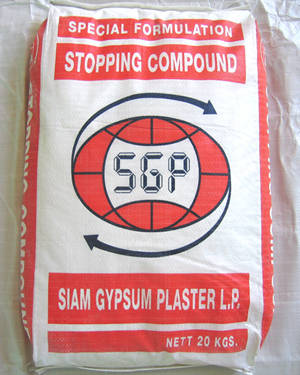 SPECIAL FORMULATION
STOPPING COMPOUND
SGP
SIAM GYPSUM PLASTER L.P.
NETT 20 KGS.